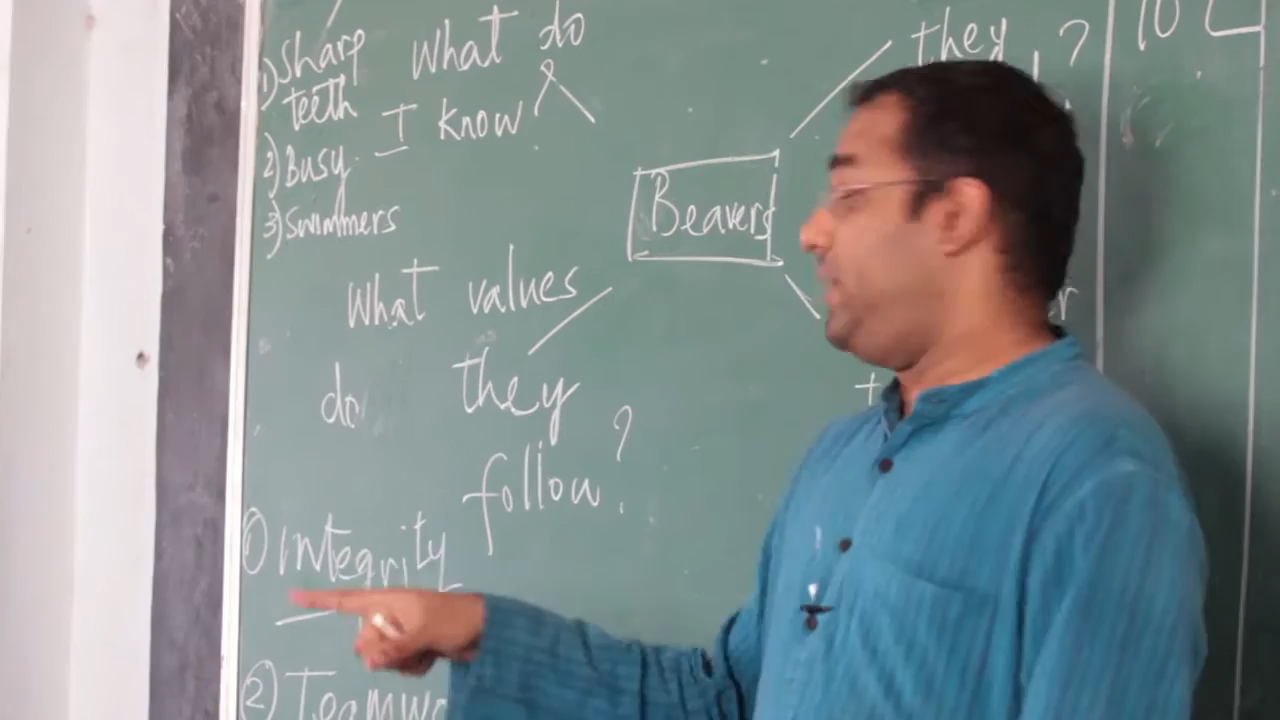 1) Sharp
teeth
2) Busy
3) Swimmers
What do
I know
Beavers
they ?
What values
do they
follow?
① Integrity
②
10